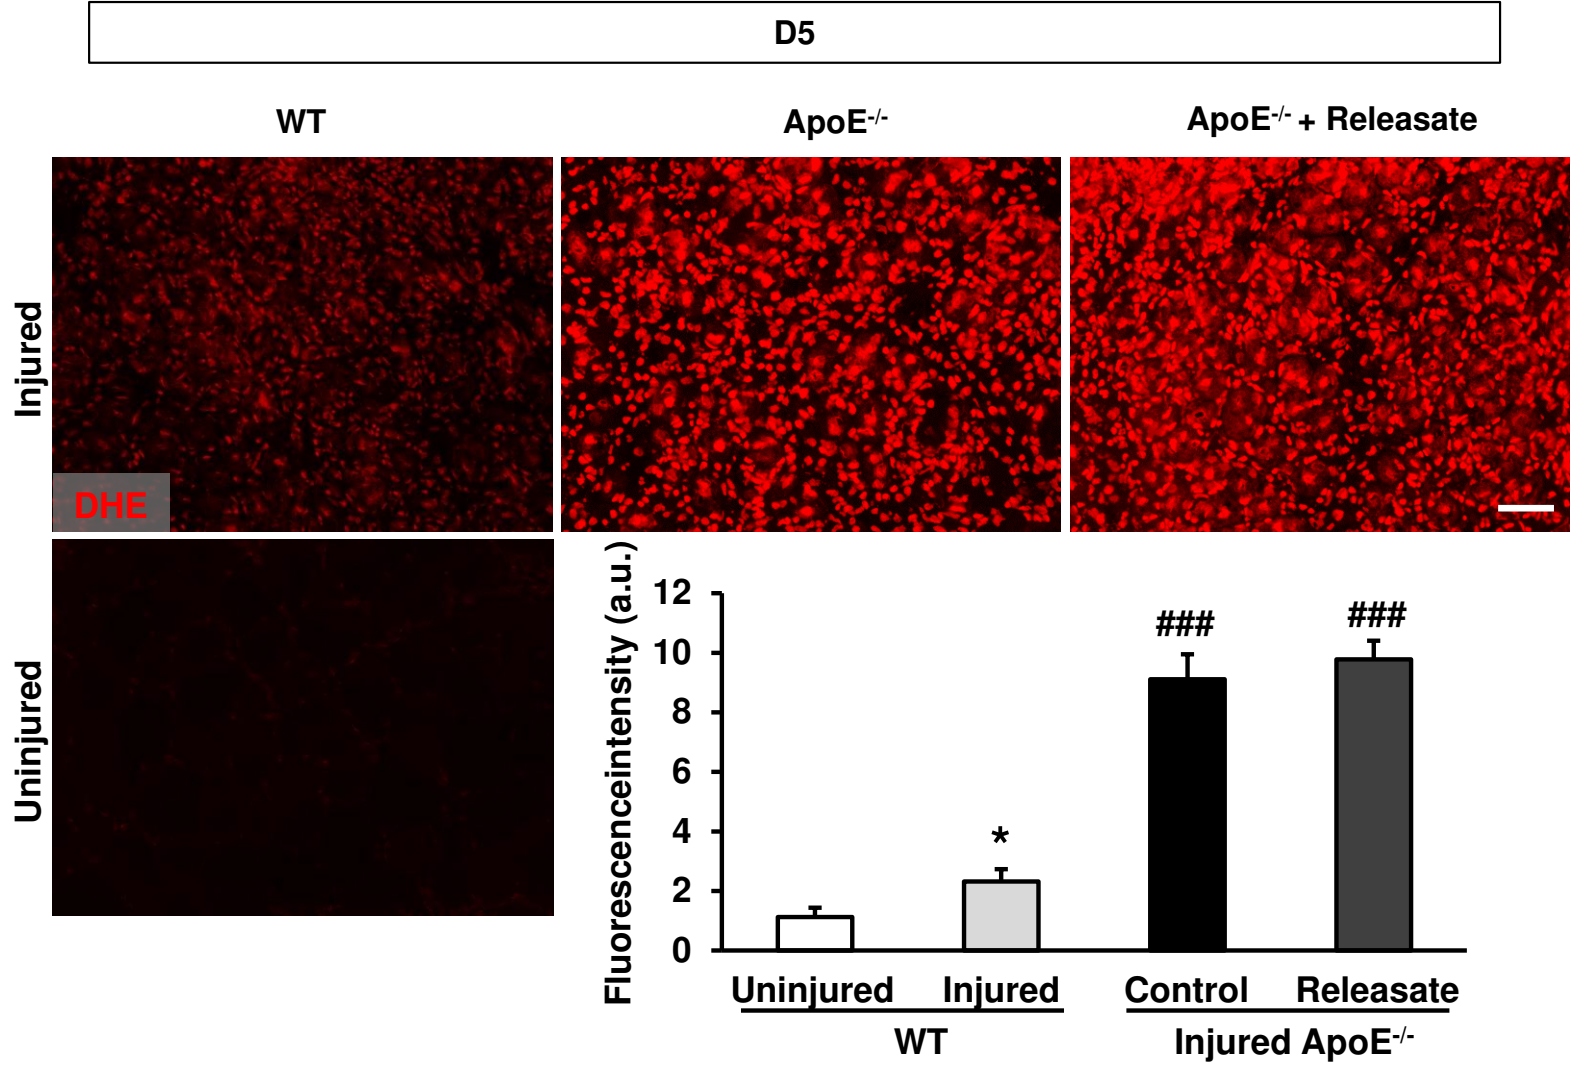 D5
WT
ApoE-/-
ApoE-/- + Releasate
Injured
DHE
Uninjured
Fluorescenceintensity (a.u.)
12
10
8
6
4
2
0
*
###
###
Uninjured
Injured
Control
Releasate
WT
Injured ApoE-/-